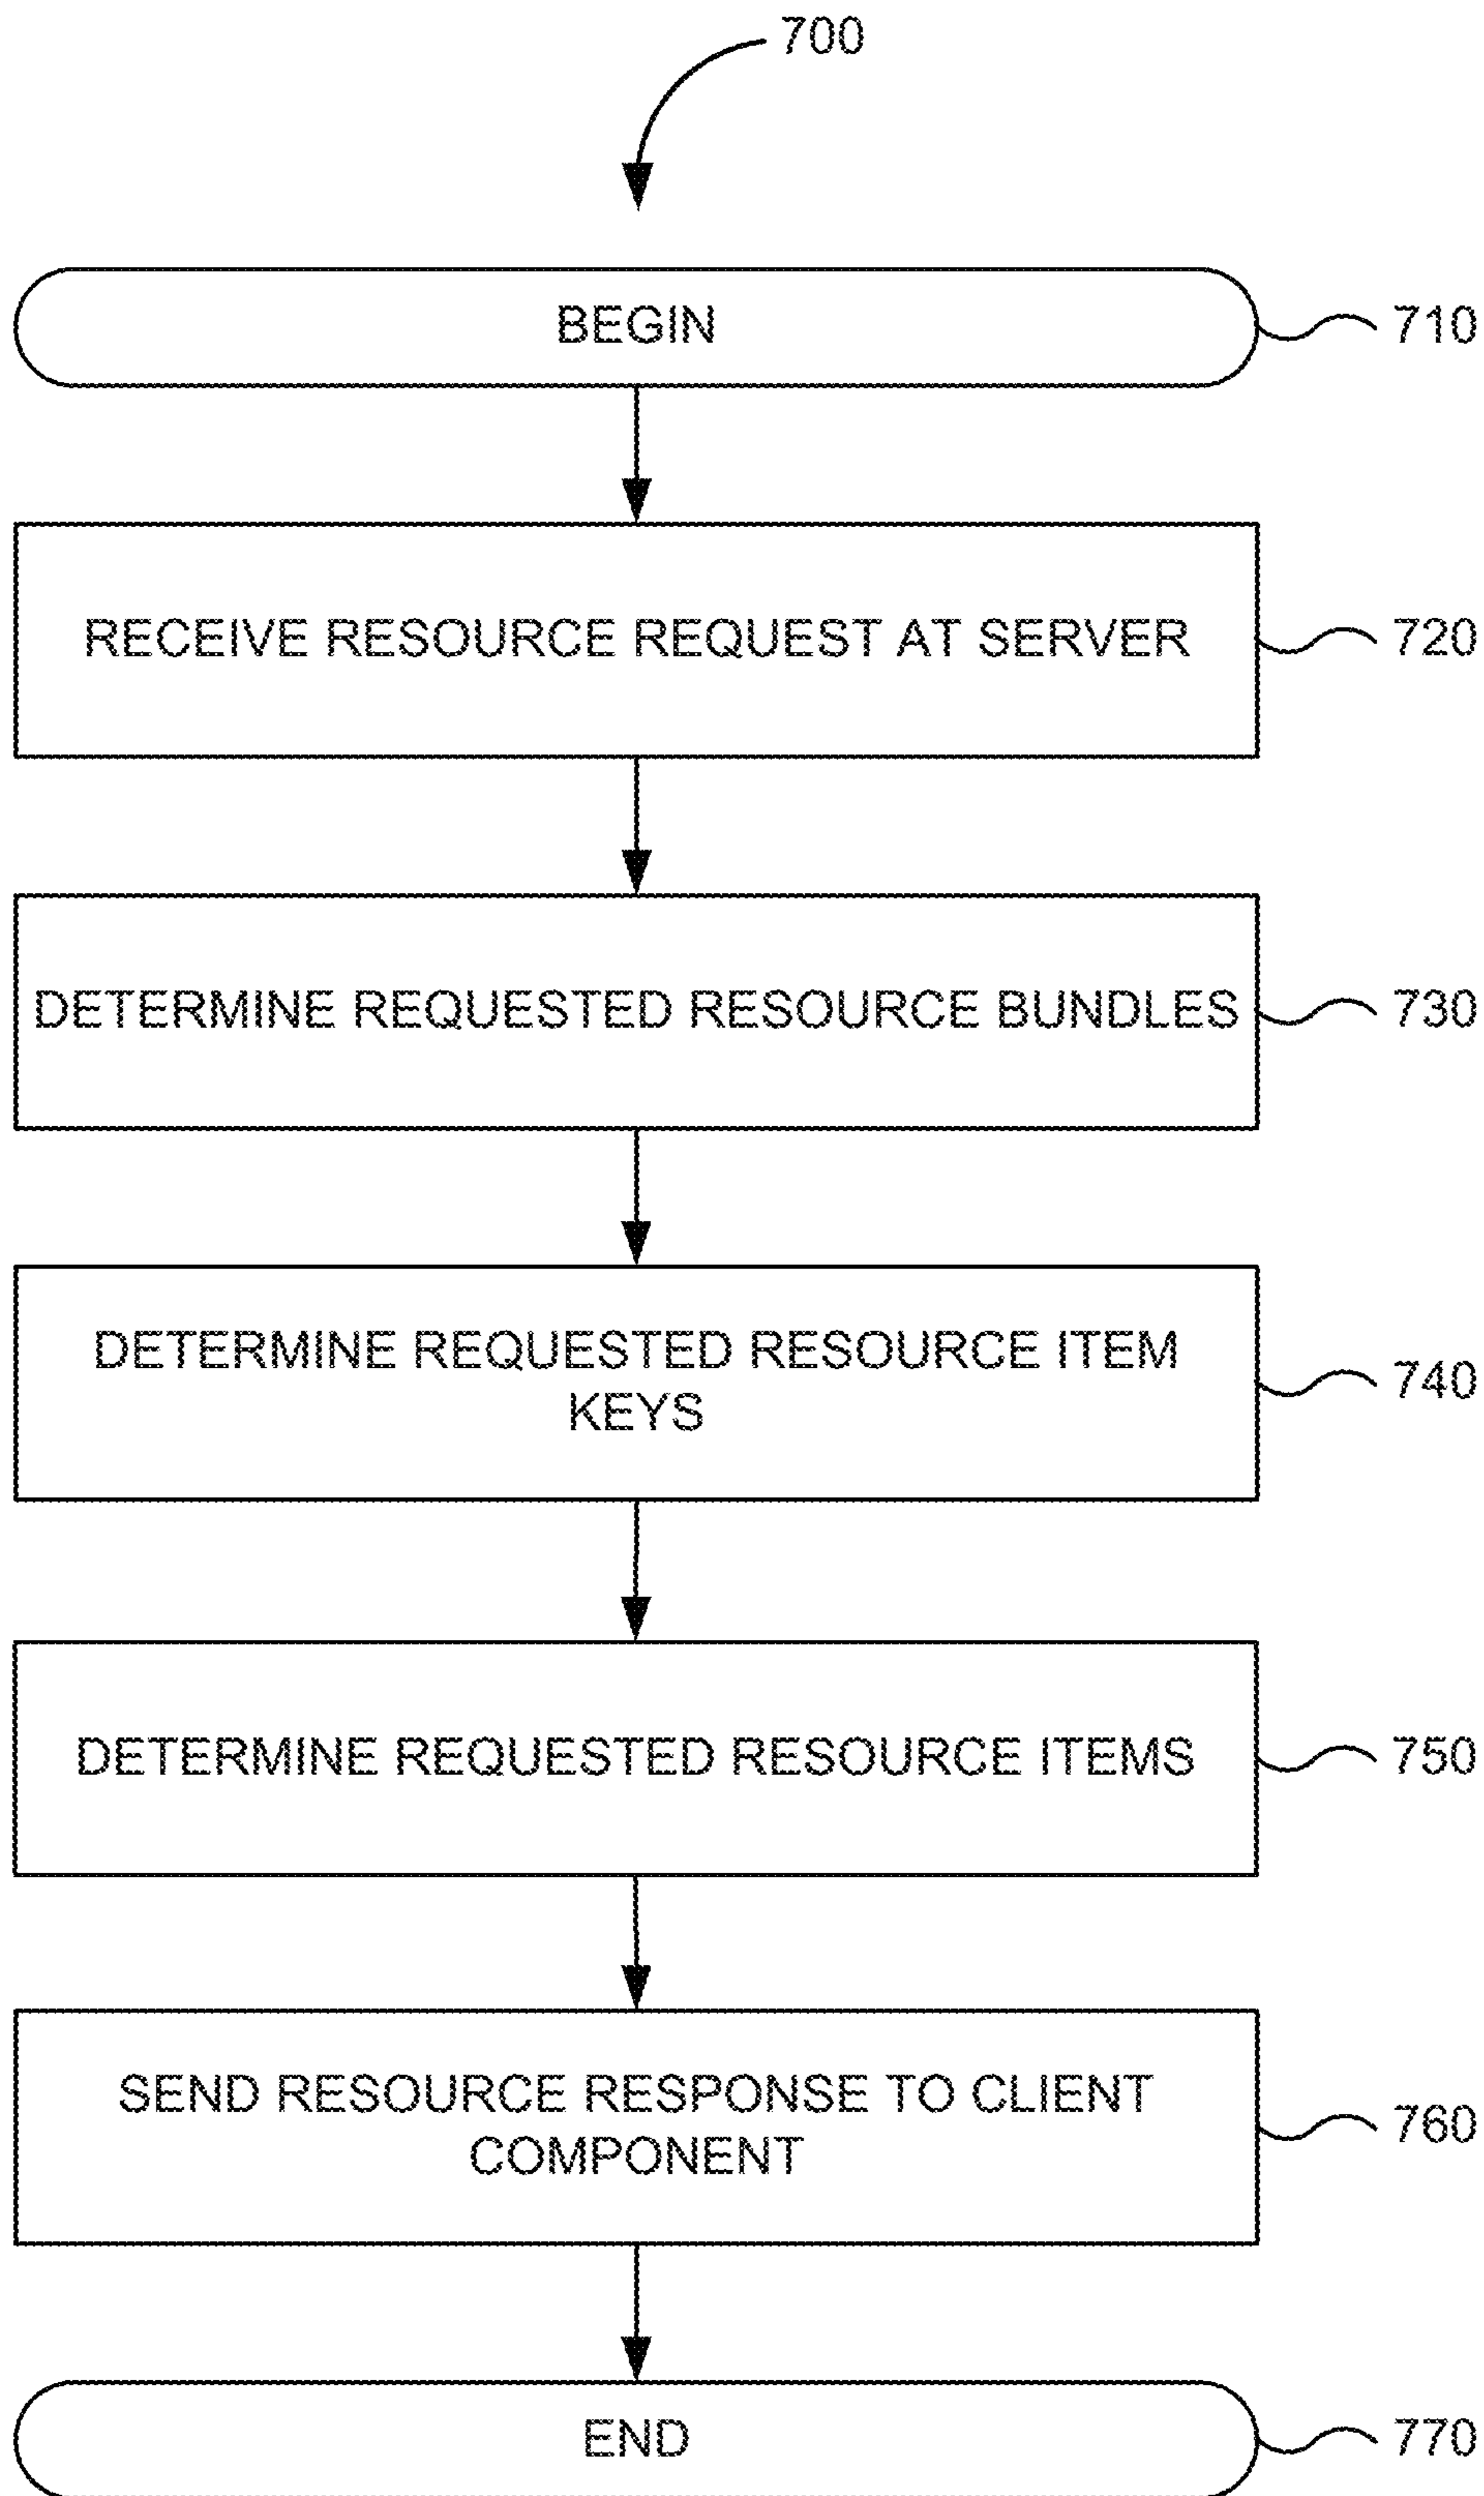 700
BEGIN
710
RECEIVE RESOURCE REQUEST AT SERVER
720
DETERMINE REQUESTED RESOURCE BUNDLES
730
DETERMINE REQUESTED RESOURCE ITEM
KEYS
740
DETERMINE REQUESTED RESOURCE ITEMS
750
SEND RESOURCE RESPONSE TO CLIENT
COMPONENT
760
END
770